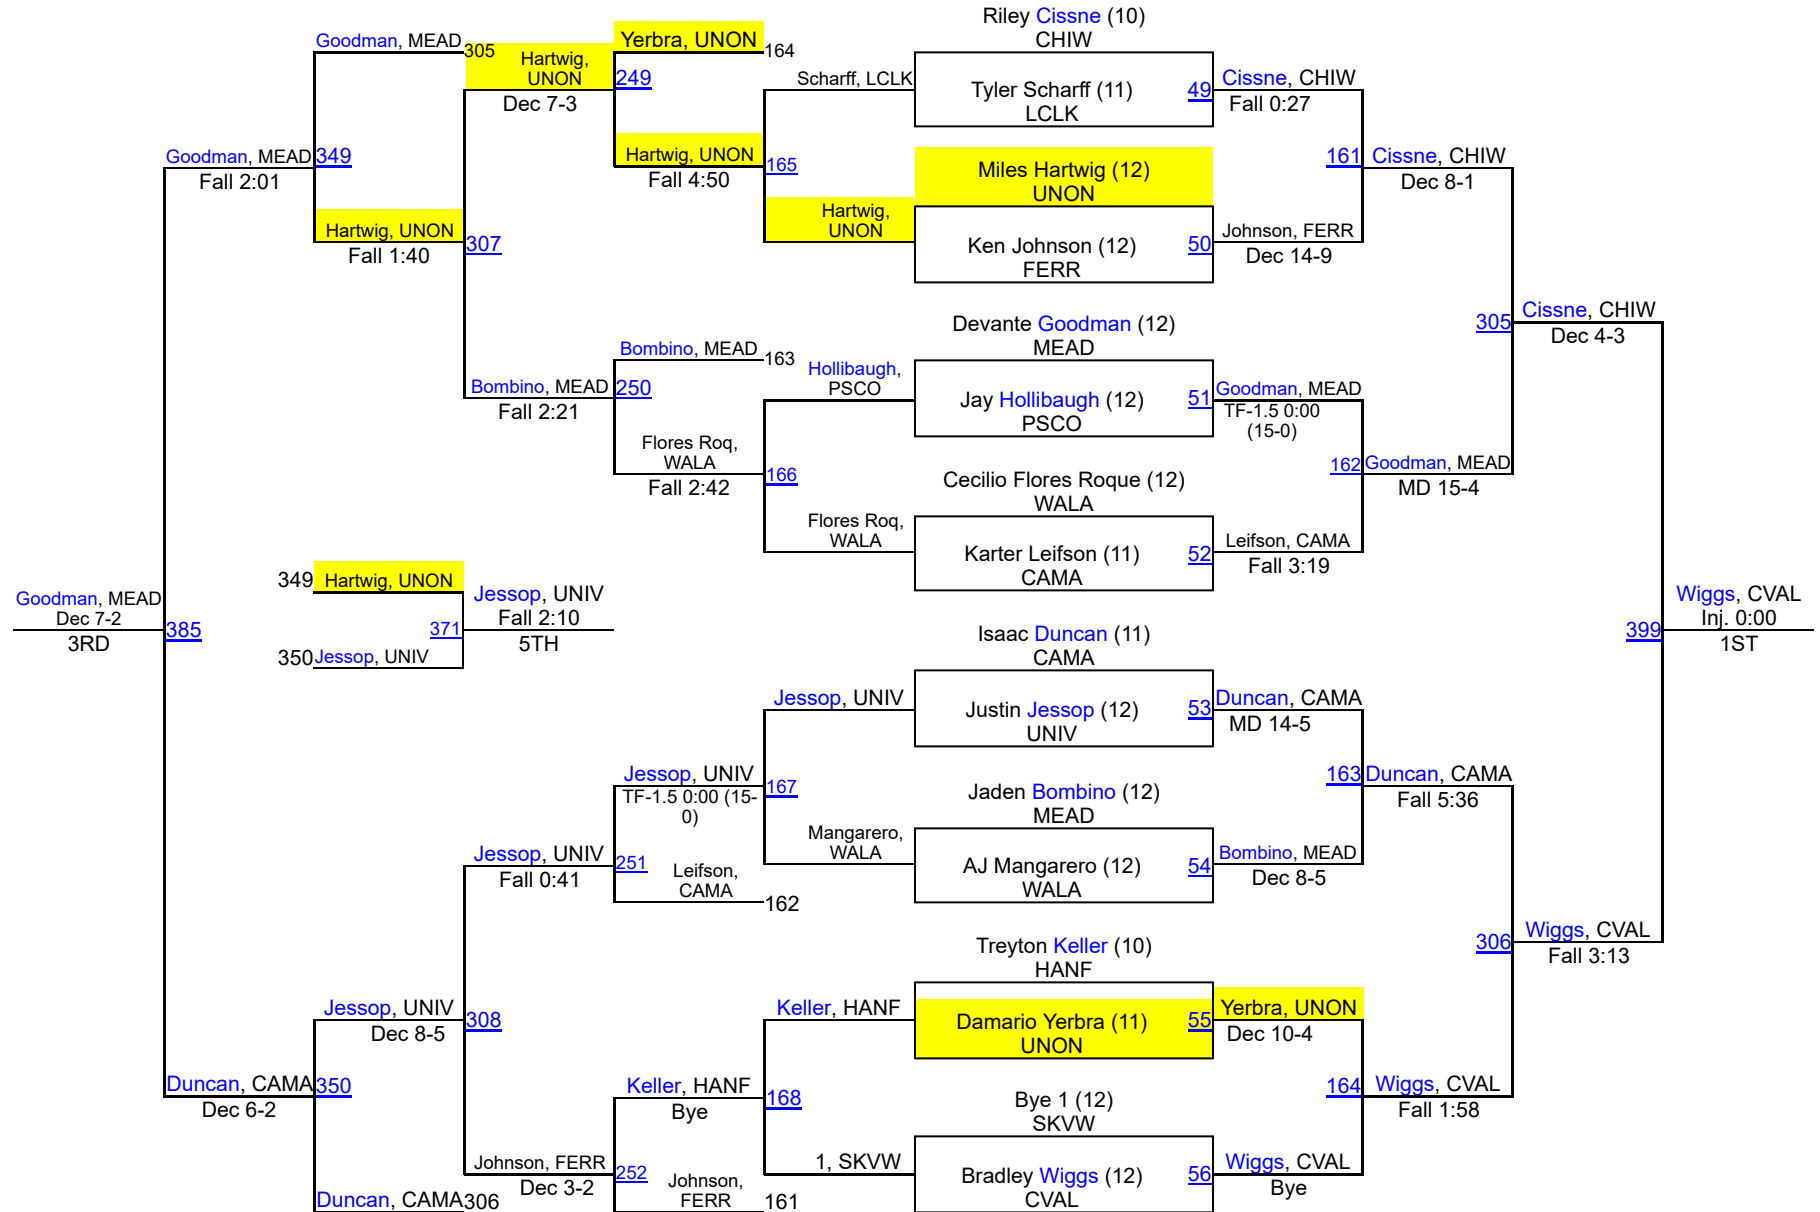 Riley Cissne (10)
CHIW
Goodman, MEAD
305
Hartwig,
UNON
Dec 7-3
Yerbra, UNON
164
249
Scharff, LCLK
Tyler Scharff (11)
LCLK
49
Cissne, CHIW
Fall 0:27
Goodman, MEAD
Fall 2:01
349
Hartwig, UNON
Fall 4:50
165
Miles Hartwig (12)
UNON
161
Cissne, CHIW
Dec 8-1
Hartwig, UNON
Fall 1:40
307
Hartwig,
UNON
Ken Johnson (12)
FERR
50
Johnson, FERR
Dec 14-9
Devante Goodman (12)
MEAD
305
Cissne, CHIW
Dec 4-3
Bombino, MEAD
163
Bombino, MEAD
Fall 2:21
250
Hollibaugh,
PSCO
Jay Hollibaugh (12)
PSCO
51
Goodman, MEAD
TF-1.5 0:00
(15-0)
Flores Roq,
WALA
Fall 2:42
166
Cecilio Flores Roque (12)
WALA
162
Goodman, MEAD
MD 15-4
Flores Roq,
WALA
Karter Leifson (11)
CAMA
52
Leifson, CAMA
Fall 3:19
349
Hartwig, UNON
Goodman, MEAD
Dec 7-2
3RD
385
371
Jessop, UNIV
Fall 2:10
5TH
350
Jessop, UNIV
Isaac Duncan (11)
CAMA
399
Wiggs, CVAL
Inj. 0:00
1ST
Jessop, UNIV
Justin Jessop (12)
UNIV
53
Duncan, CAMA
MD 14-5
Jessop, UNIV
TF-1.5 0:00 (15-
0)
167
Jaden Bombino (12)
MEAD
163
Duncan, CAMA
Fall 5:36
Jessop, UNIV
Fall 0:41
251
Leifson,
CAMA
162
Mangarero,
WALA
AJ Mangarero (12)
WALA
54
Bombino, MEAD
Dec 8-5
Treyton Keller (10)
HANF
306
Wiggs, CVAL
Fall 3:13
Jessop, UNIV
Dec 8-5
308
Keller, HANF
Damario Yerbra (11)
UNON
55
Yerbra, UNON
Dec 10-4
Duncan, CAMA
Dec 6-2
350
Keller, HANF
Bye
168
Bye 1 (12)
SKVW
164
Wiggs, CVAL
Fall 1:58
Johnson, FERR
Dec 3-2
252
Johnson,
FERR
161
1, SKVW
Bradley Wiggs (12)
CVAL
56
Wiggs, CVAL
Bye
Duncan, CAMA
306